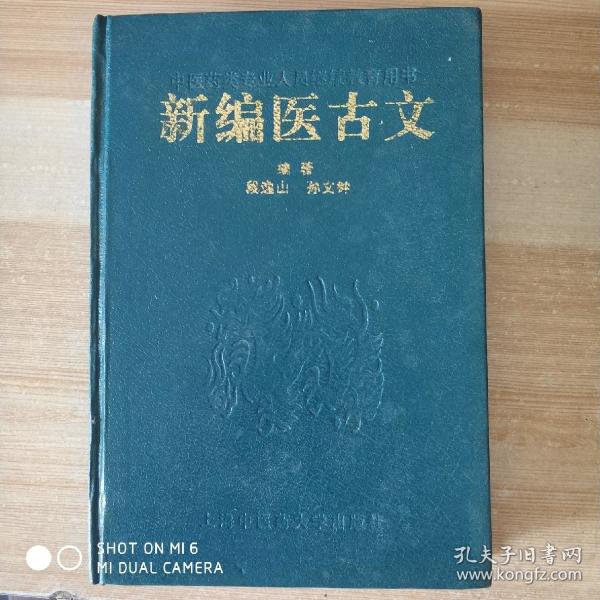 中医药类专业人员继续教育用书
新编医古文
编著
段逸山 孙文钟
上海中医药大学出版社
SHOT ON MI 6
MI DUAL CAMERA
孔夫子旧书网
www.kongfz.com